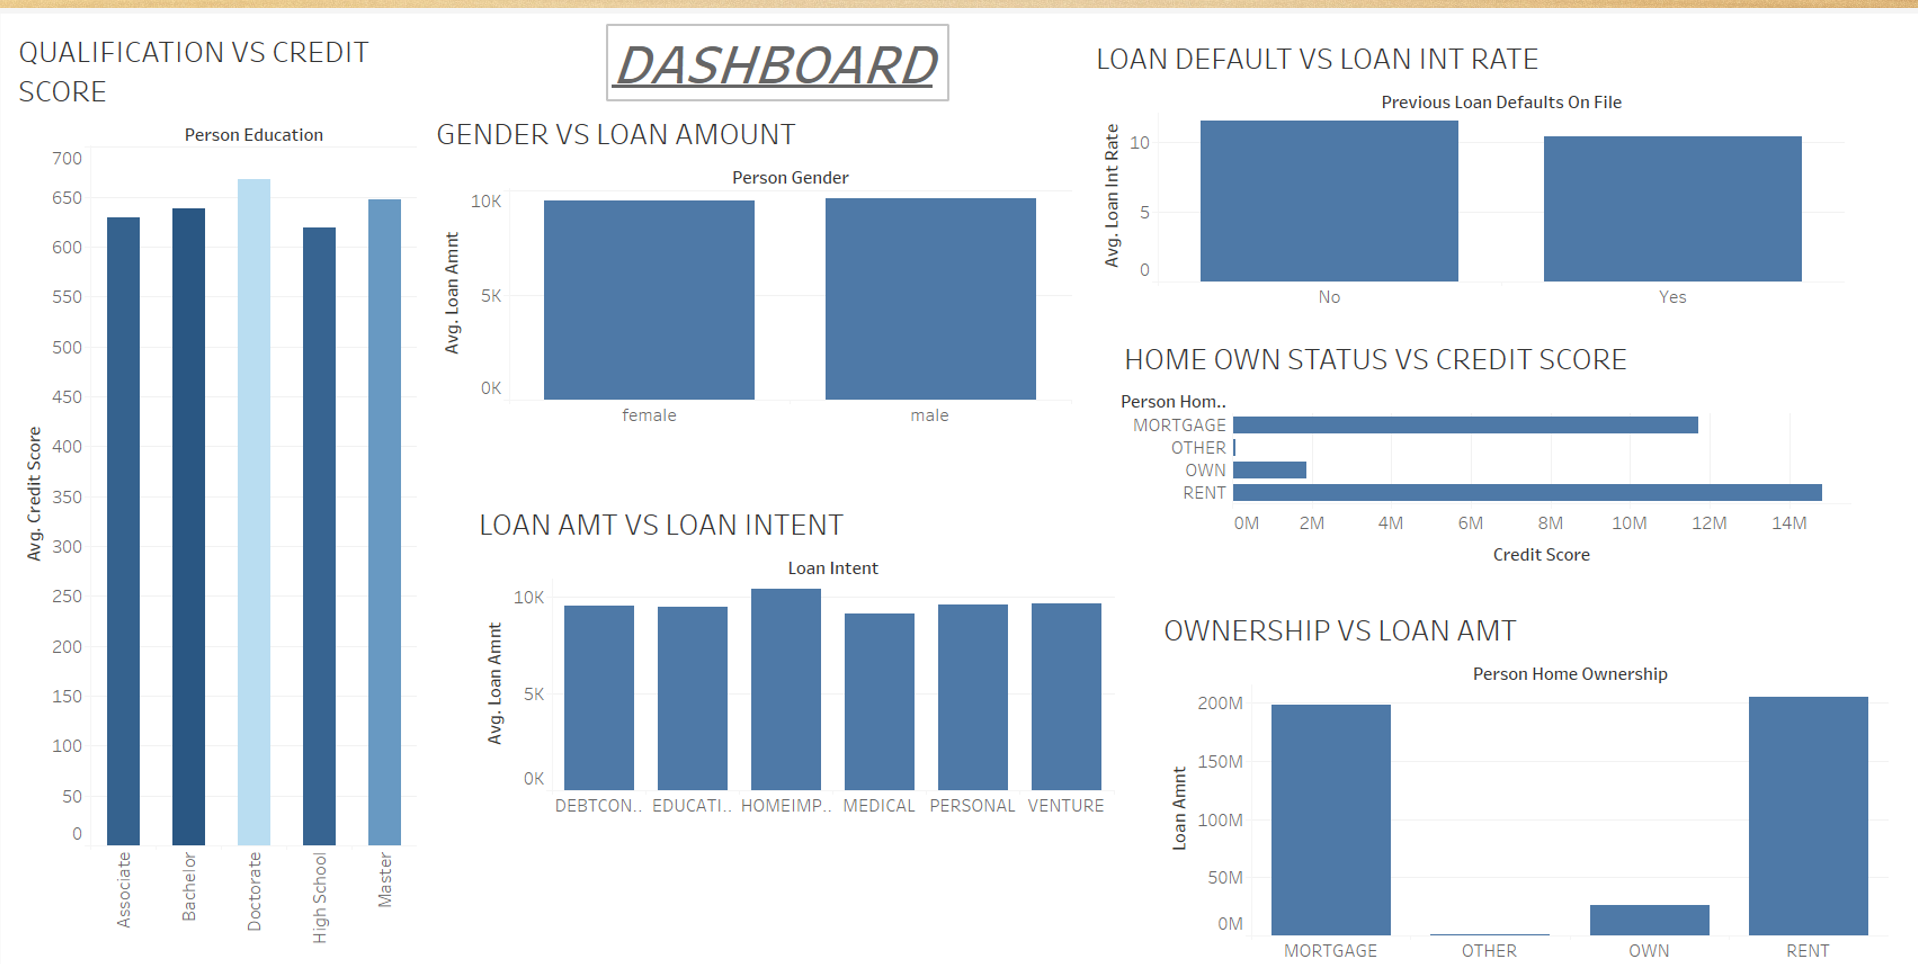 QUALIFICATION VS CREDIT
SCORE
Person Education
700
650
600
550
500
450
400
350
300
250
200
150
100
50
0
Avg. Credit Score
Associate
Bachelor
Doctorate
High School
Master
DASHBOARD
GENDER VS LOAN AMOUNT
Person Gender
10K
5K
0K
Avg. Loan Amnt
female
male
LOAN AMT VS LOAN INTENT
Loan Intent
10K
5K
0K
Avg. Loan Amnt
DEBTCON..
EDUCATI..
HOMEIMP..
MEDICAL
PERSONAL
VENTURE
LOAN DEFAULT VS LOAN INT RATE
Previous Loan Defaults On File
10
5
0
Avg. Loan Int Rate
No
Yes
HOME OWN STATUS VS CREDIT SCORE
Person Hom..
MORTGAGE
OTHER
OWN
RENT
0M
2M
4M
6M
8M
10M
12M
14M
Credit Score
OWNERSHIP VS LOAN AMT
Person Home Ownership
200M
150M
100M
50M
0M
Loan Amnt
MORTGAGE
OTHER
OWN
RENT